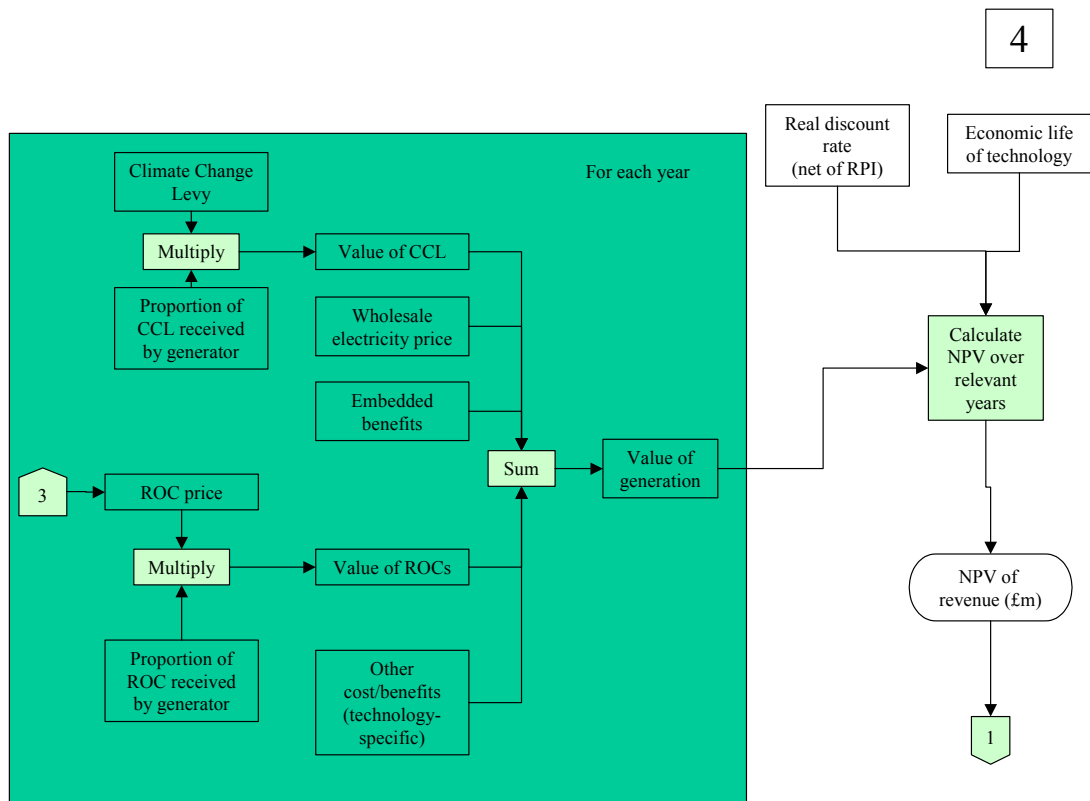 4
Real discount
rate
(net of RPI)
Economic life
of technology
For each year
Climate Change
Levy
Multiply
Value of CCL
Proportion of
CCL received
by generator
Wholesale
electricity price
Embedded
benefits
Calculate
NPV over
relevant
years
Sum
Value of
generation
3
ROC price
Multiply
Value of ROCs
NPV of
revenue (£m)
Proportion of
ROC received
by generator
Other
cost/benefits
(technology-
specific)
1